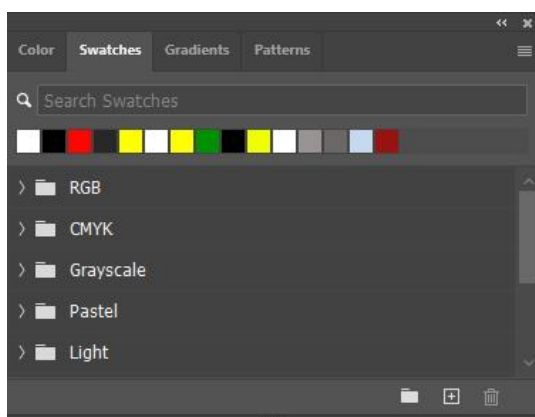 Color Swatches Gradients Patterns
Search Swatches
RGB
CMYK
Grayscale
Pastel
Light